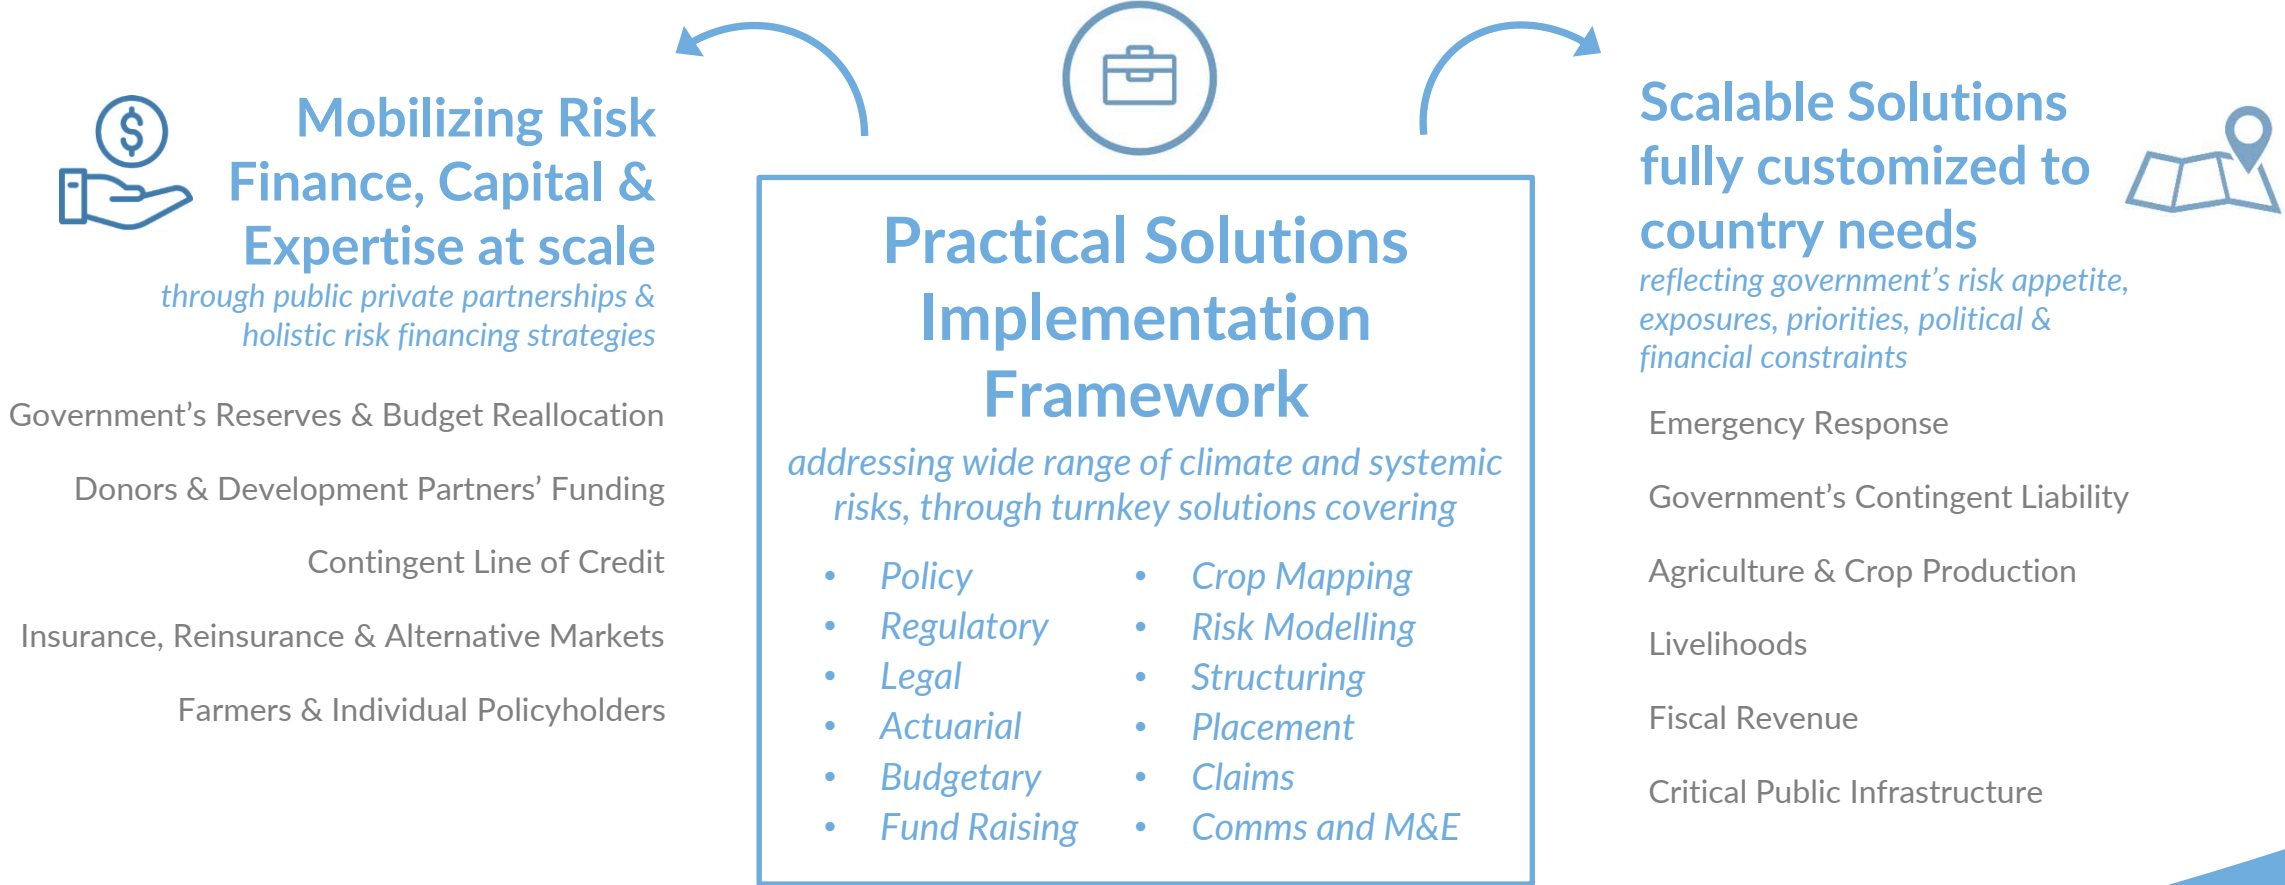 Mobilizing Risk
Finance, Capital &
Expertise at scale
through public private partnerships &
holistic risk financing strategies
Government’s Reserves & Budget Reallocation
Donors & Development Partners’ Funding
Contingent Line of Credit
Insurance, Reinsurance & Alternative Markets
Farmers & Individual Policyholders
Practical Solutions
Implementation
Framework
addressing wide range of climate and systemic
risks, through turnkey solutions covering
• Policy
• Regulatory
• Legal
• Actuarial
• Budgetary
• Fund Raising
• Crop Mapping
• Risk Modelling
• Structuring
• Placement
• Claims
• Comms and M&E
Scalable Solutions
fully customized to
country needs
reflecting government’s risk appetite,
exposures, priorities, political &
financial constraints
Emergency Response
Government’s Contingent Liability
Agriculture & Crop Production
Livelihoods
Fiscal Revenue
Critical Public Infrastructure